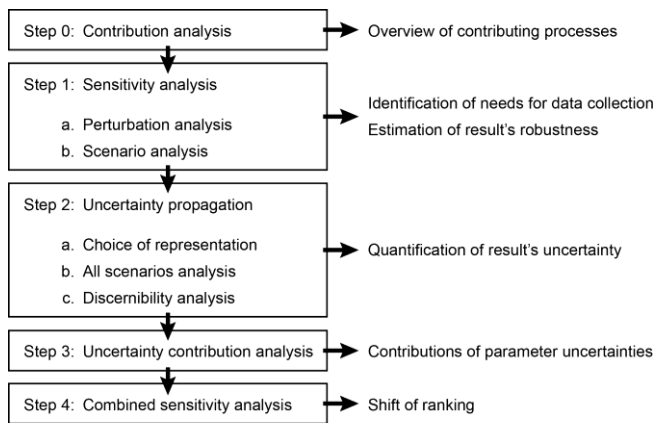 Step 0: Contribution analysis
Overview of contributing processes
Step 1: Sensitivity analysis
a. Perturbation analysis
b. Scenario analysis
Identification of needs for data collection
Estimation of result's robustness
Step 2: Uncertainty propagation
a. Choice of representation
b. All scenarios analysis
c. Discernibility analysis
Quantification of result's uncertainty
Step 3: Uncertainty contribution analysis
Contributions of parameter uncertainties
Step 4: Combined sensitivity analysis
Shift of ranking